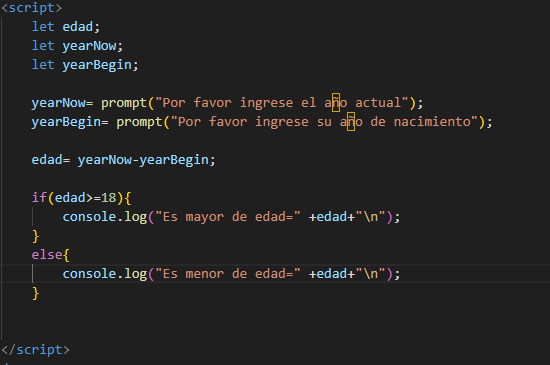 <script>
let edad;
let yearNow;
let yearBegin;
yearNow= prompt("Por favor ingrese el año actual");
yearBegin= prompt("Por favor ingrese su año de nacimiento");
edad= yearNow-yearBegin;
if(edad>=18){
console.log("Es mayor de edad=" +edad+"\n");
}
else{
console.log("Es menor de edad=" +edad+"\n");
}
</script>